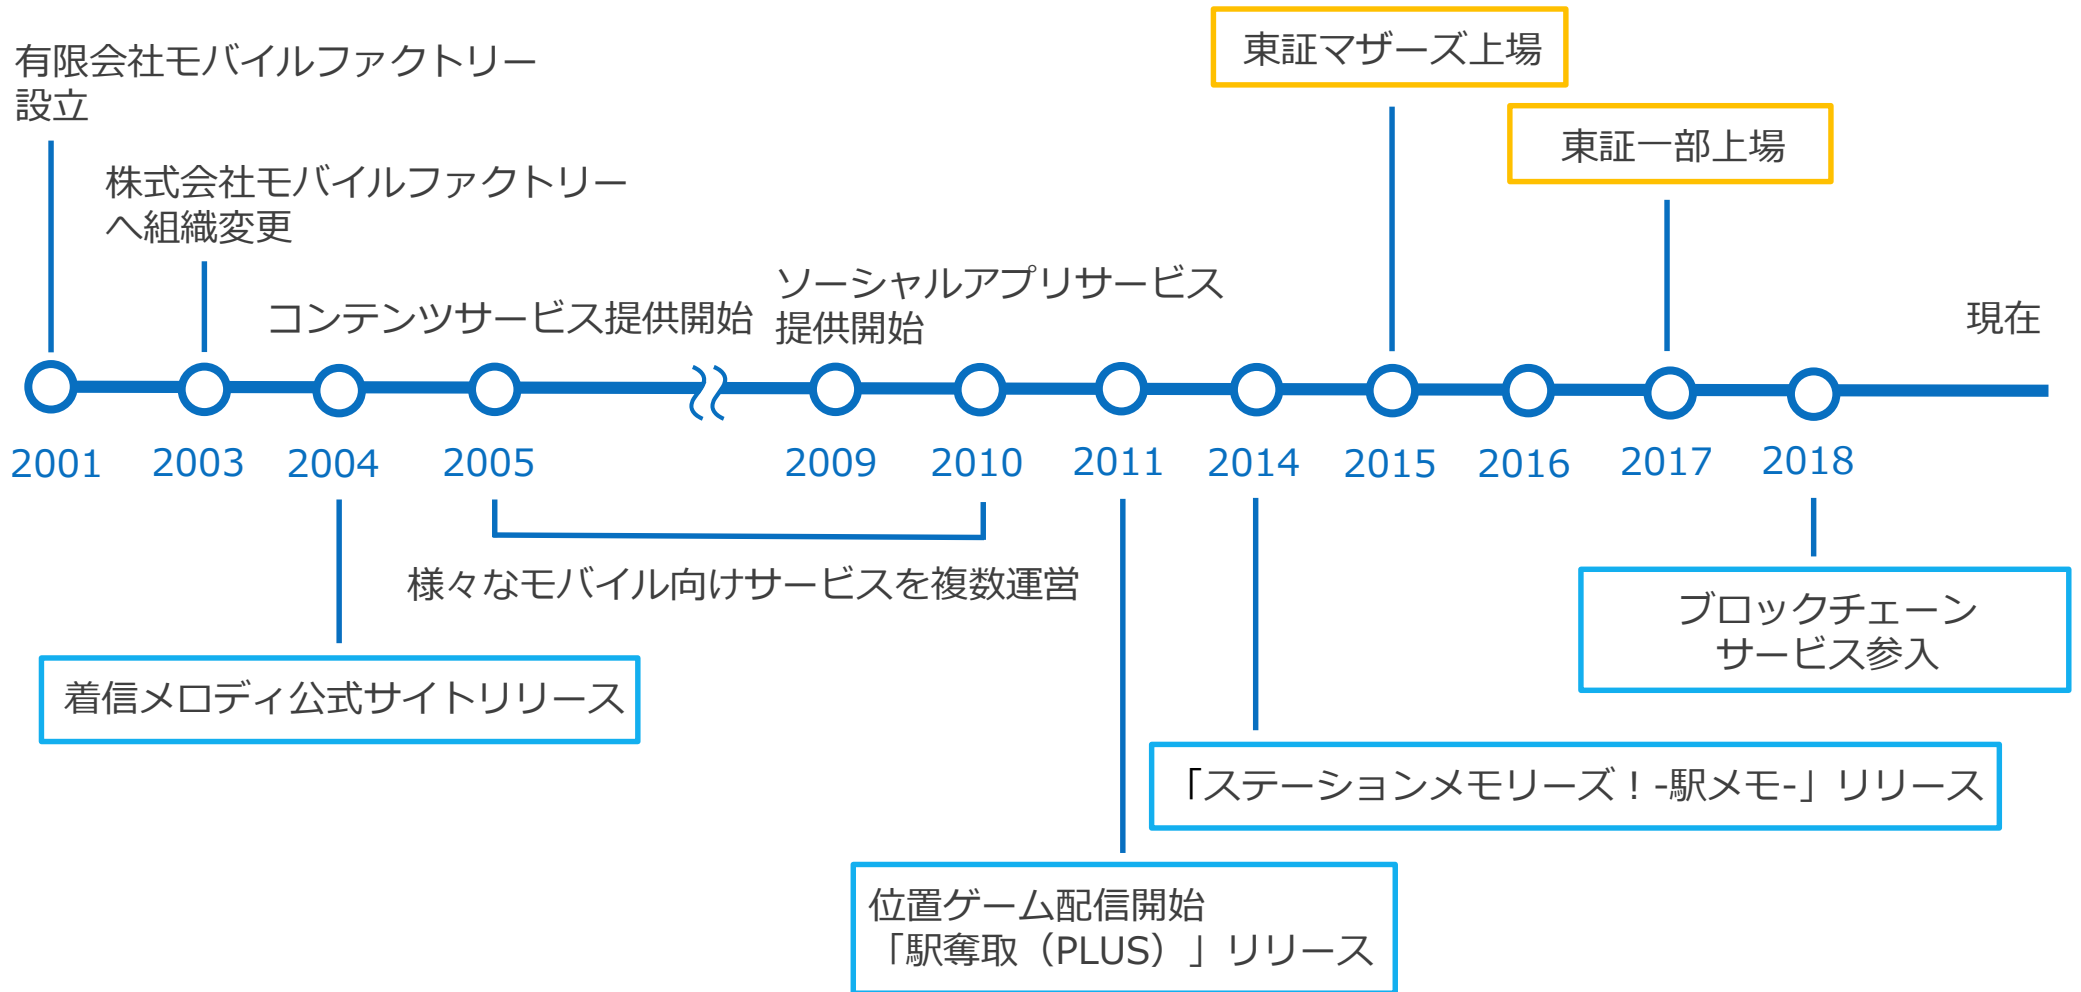 東証マザーズ上場
有限会社モバイルファクトリー
設立
東証一部上場
株式会社モバイルファクトリー
へ組織変更
コンテンツサービス提供開始
ソーシャルアプリサービス
提供開始
現在
2001
2003
2004
2005
2009
2010
2011
2014
2015
2016
2017
2018
様々なモバイル向けサービスを複数運営
ブロックチェーン
サービス参入
着信メロディ公式サイトリリース
「ステーションメモリーズ！-駅メモ-」リリース
位置ゲーム配信開始
「駅奪取（PLUS）」リリース